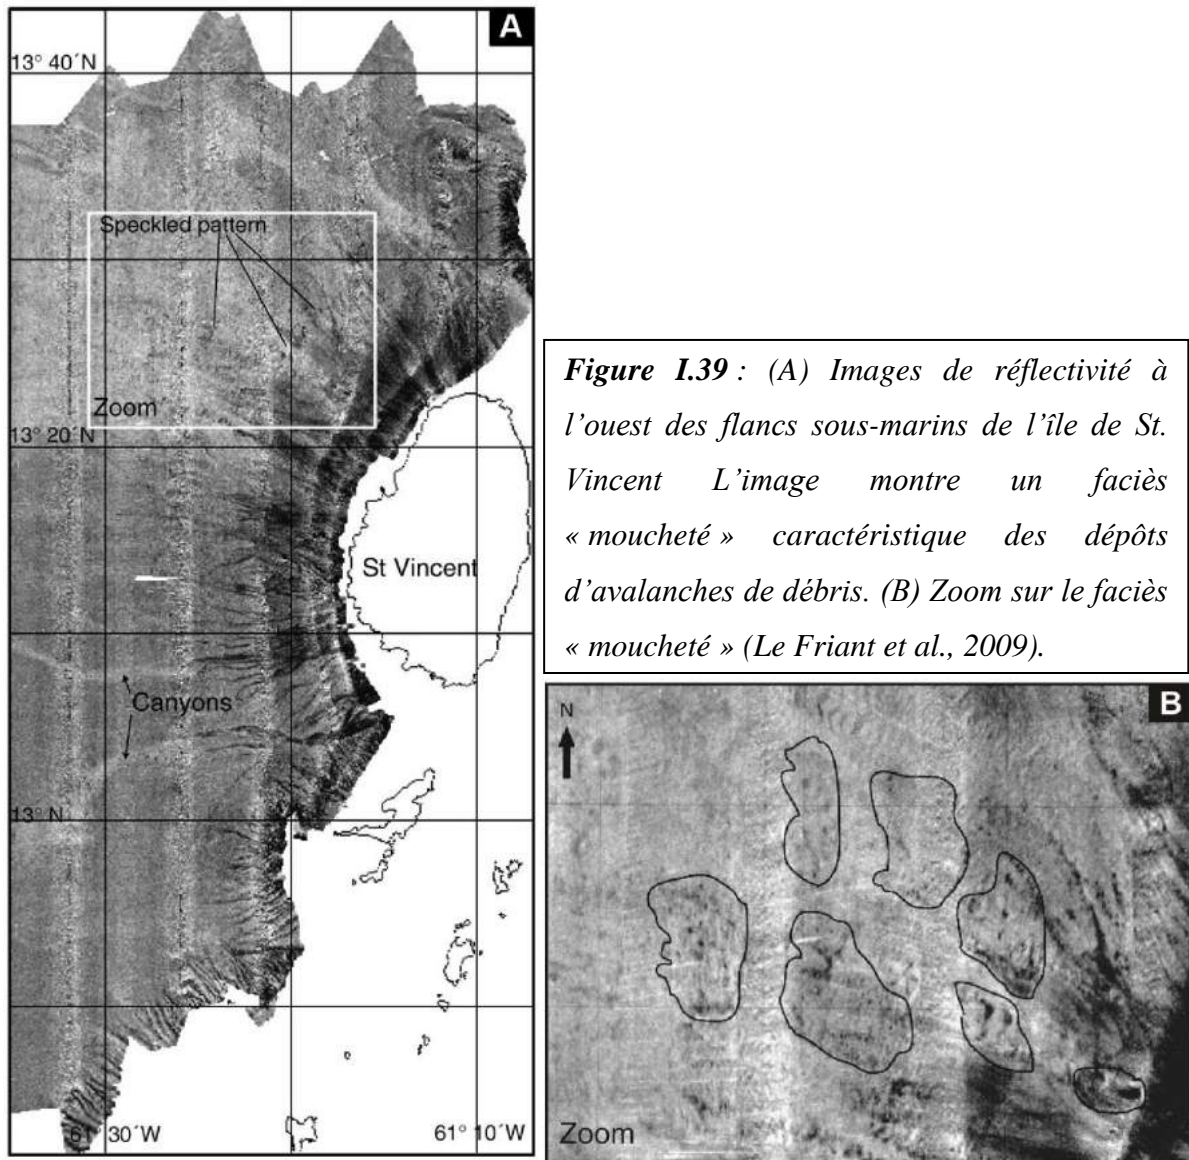 A
13° 40´N
Speckled pattern
Zoom
13° 20´N
St Vincent
Canyons
13° N
61° 30´W
61° 10´W
Figure I.39 : (A) Images de réflectivité à
l’ouest des flancs sous-marins de l’île de St.
Vincent L’image montre un faciès
« moucheté » caractéristique des dépôts
d’avalanches de débris. (B) Zoom sur le faciès
« moucheté » (Le Friant et al., 2009).
B
N
Zoom